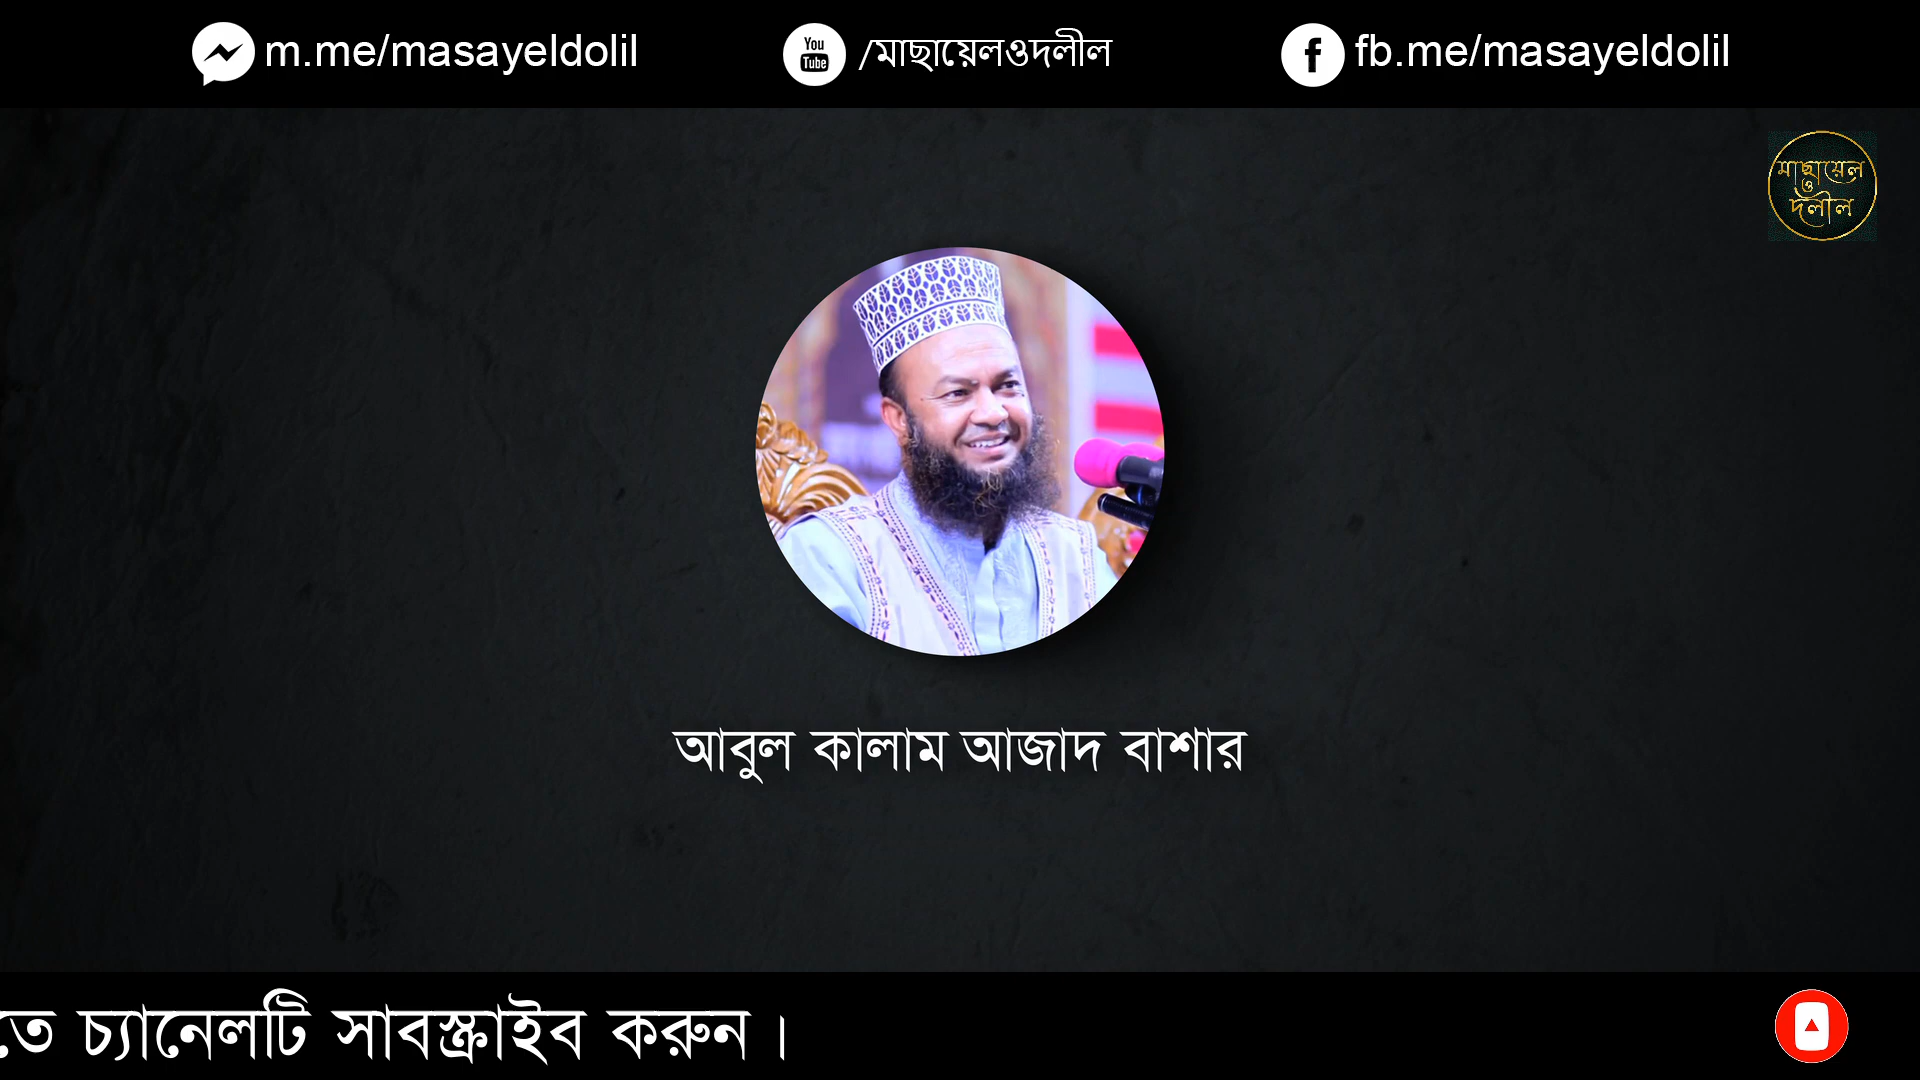 m.me/masayeldolil
You Tube /মাছায়েলওদলীল
fb.me/masayeldolil
মাছায়েল
ও
দলীল
আবুল কালাম আজাদ বাশার
তে চ্যানেলটি সাবস্ক্রাইব করুন।